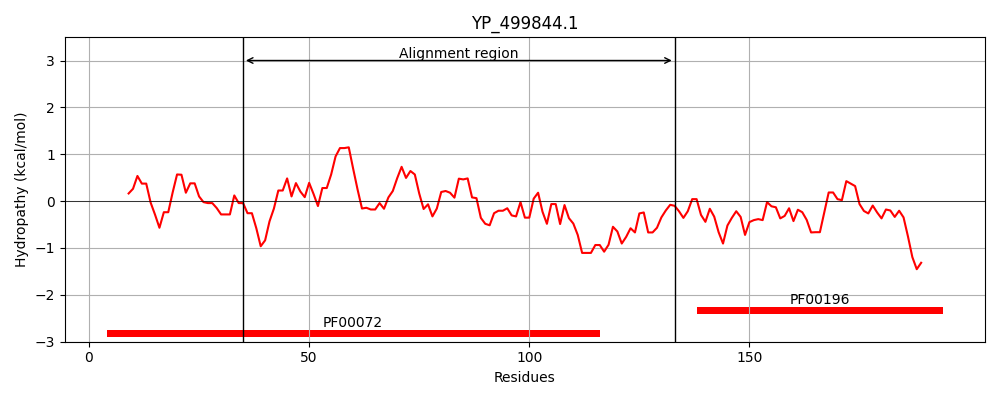 YP_499844.1
Alignment region
Hydropathy (kcal/mol)
3
2
1
0
−1
−2
−3
PF00196
PF00072
0
50
100
150
Residues